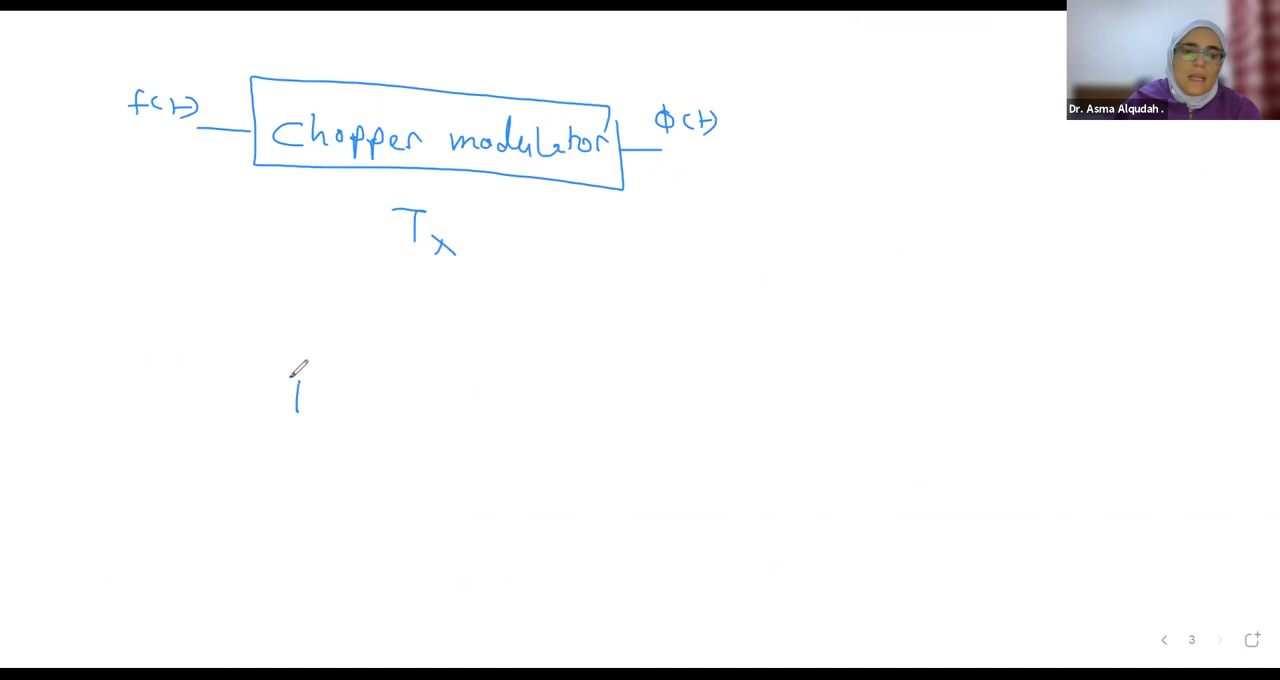 f(t)
Chopper modulator
ϕ(t)
Tx
Dr. Asma Alqudah .
3